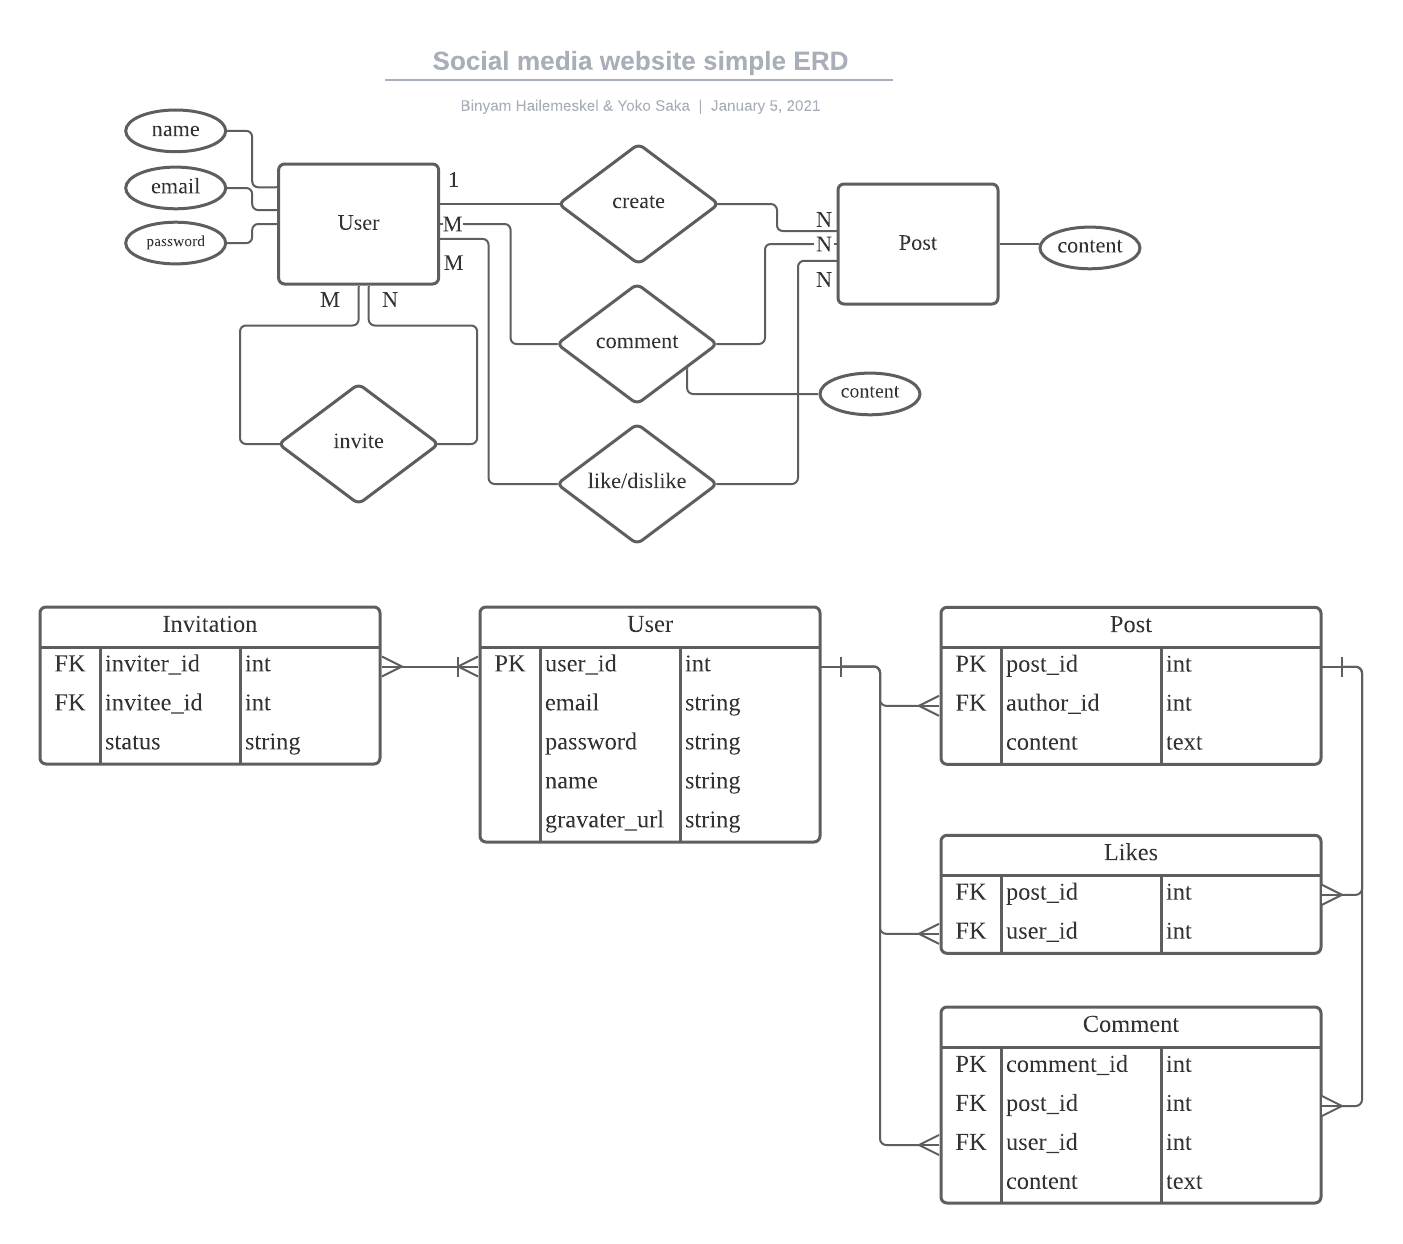 Social media website simple ERD
Binyam Hailemeskel & Yoko Saka | January 5, 2021
name
email
password
User
1
M
M
M
N
create
comment
like/dislike
invite
N
N
N
Post
content
content
Invitation
FK inviter_id int
FK invitee_id int
status string
User
PK user_id int
email string
password string
name string
gravater_url string
Post
PK post_id int
FK author_id int
content text
Likes
FK post_id int
FK user_id int
Comment
PK comment_id int
FK post_id int
FK user_id int
content text